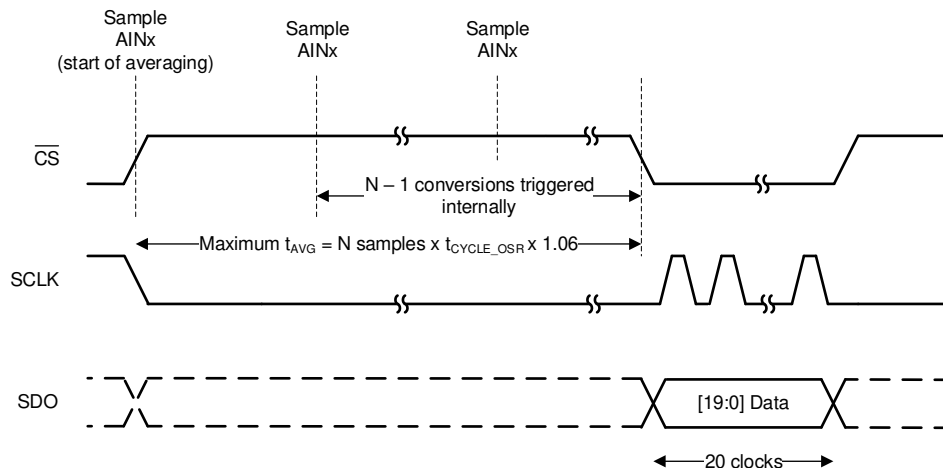 Sample
AINx
(start of averaging)
Sample
AINx
Sample
AINx
CS
N – 1 conversions triggered
internally
Maximum tAVG = N samples x tCYCLE_OSR x 1.06
SCLK
SDO
[19:0] Data
20 clocks